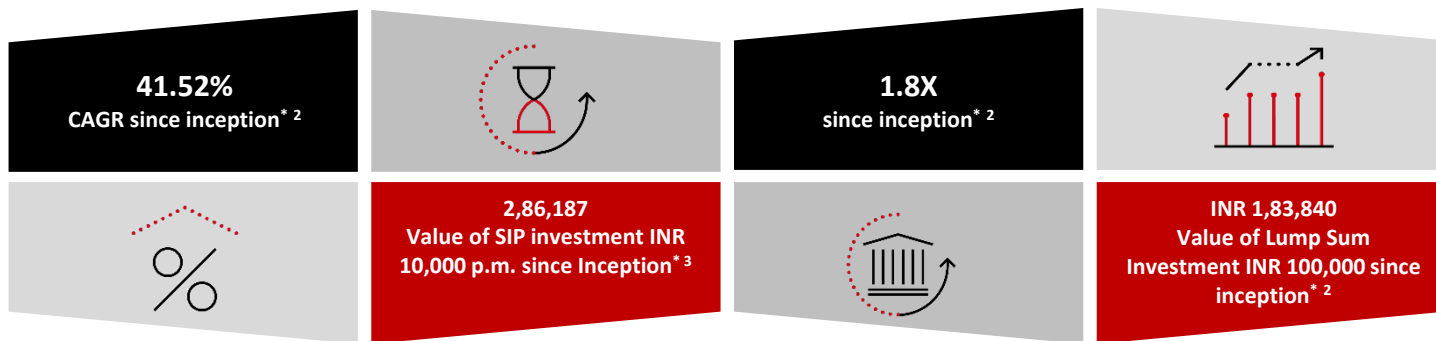 41.52%
CAGR since inception* 2
1.8X
since inception* 2
2,86,187
Value of SIP investment INR
10,000 p.m. since Inception* 3
INR 1,83,840
Value of Lump Sum
Investment INR 100,000 since
inception* 2